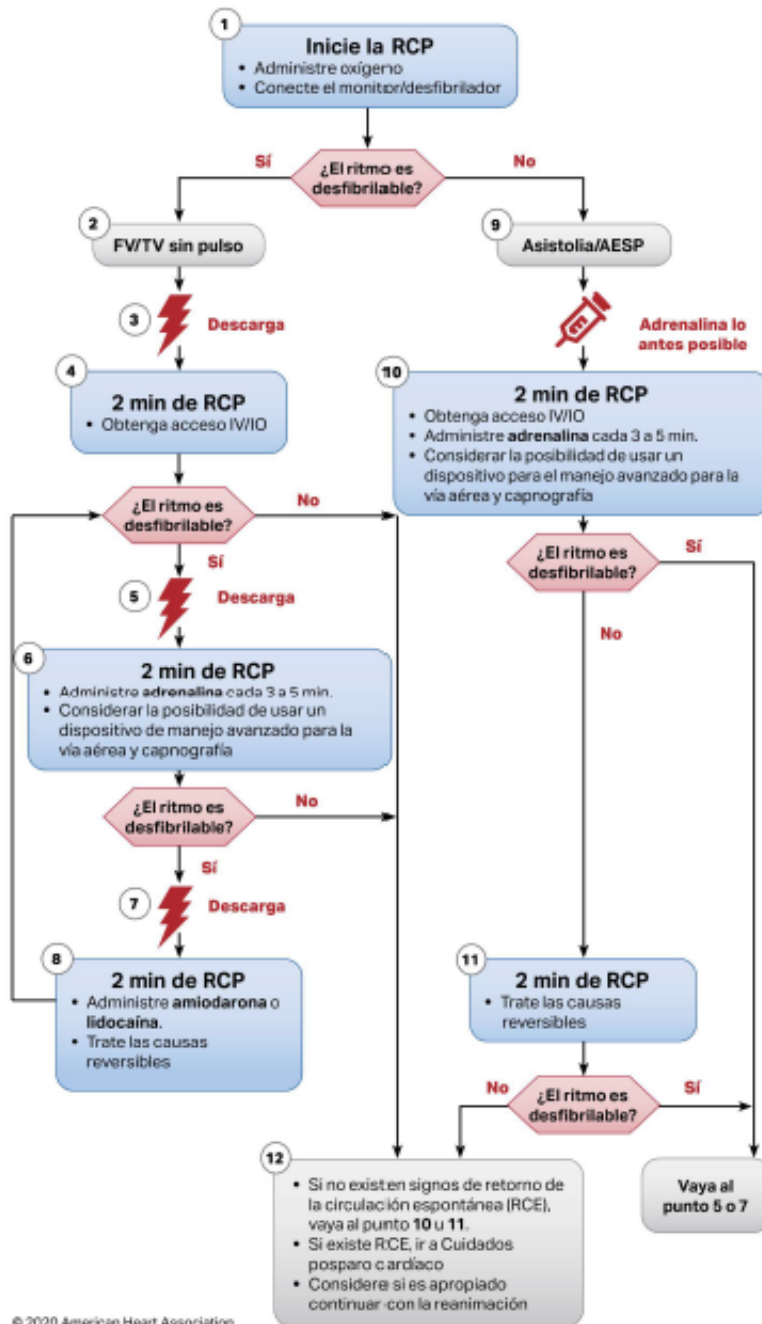 1
Inicie la RCP
• Administre oxígeno
• Conecte el monitor/desfibrilador
¿El ritmo es
desfibrilable?
Sí
No
2
FV/TV sin pulso
3
Descarga
4
2 min de RCP
• Obtenga acceso IV/IO
¿El ritmo es
desfibrilable?
No
Sí
5
Descarga
6
2 min de RCP
• Administre adrenalina cada 3 a 5 min.
• Considerar la posibilidad de usar un
dispositivo de manejo avanzado para la
vía aérea y capnografía
¿El ritmo es
desfibrilable?
No
Sí
7
Descarga
8
2 min de RCP
• Administre amiodarona o
lidocaína.
• Trate las causas
reversibles
9
Asistolia/AESP
Adrenalina lo
antes posible
10
2 min de RCP
• Obtenga acceso IV/IO
• Administre adrenalina cada 3 a 5 min.
• Considerar la posibilidad de usar un
dispositivo para el manejo avanzado para la
vía aérea y capnografía
¿El ritmo es
desfibrilable?
Sí
No
11
2 min de RCP
• Trate las causas
reversibles
No
¿El ritmo es
desfibrilable?
Sí
12
• Si no existen signos de retorno de
la circulación espontánea (RCE),
vaya al punto 10 u 11.
• Si existe RCE, ir a Cuidados
posparo cardíaco
• Considere si es apropiado
continuar con la reanimación
Vaya al
punto 5 o 7
© 2020 American Heart Association